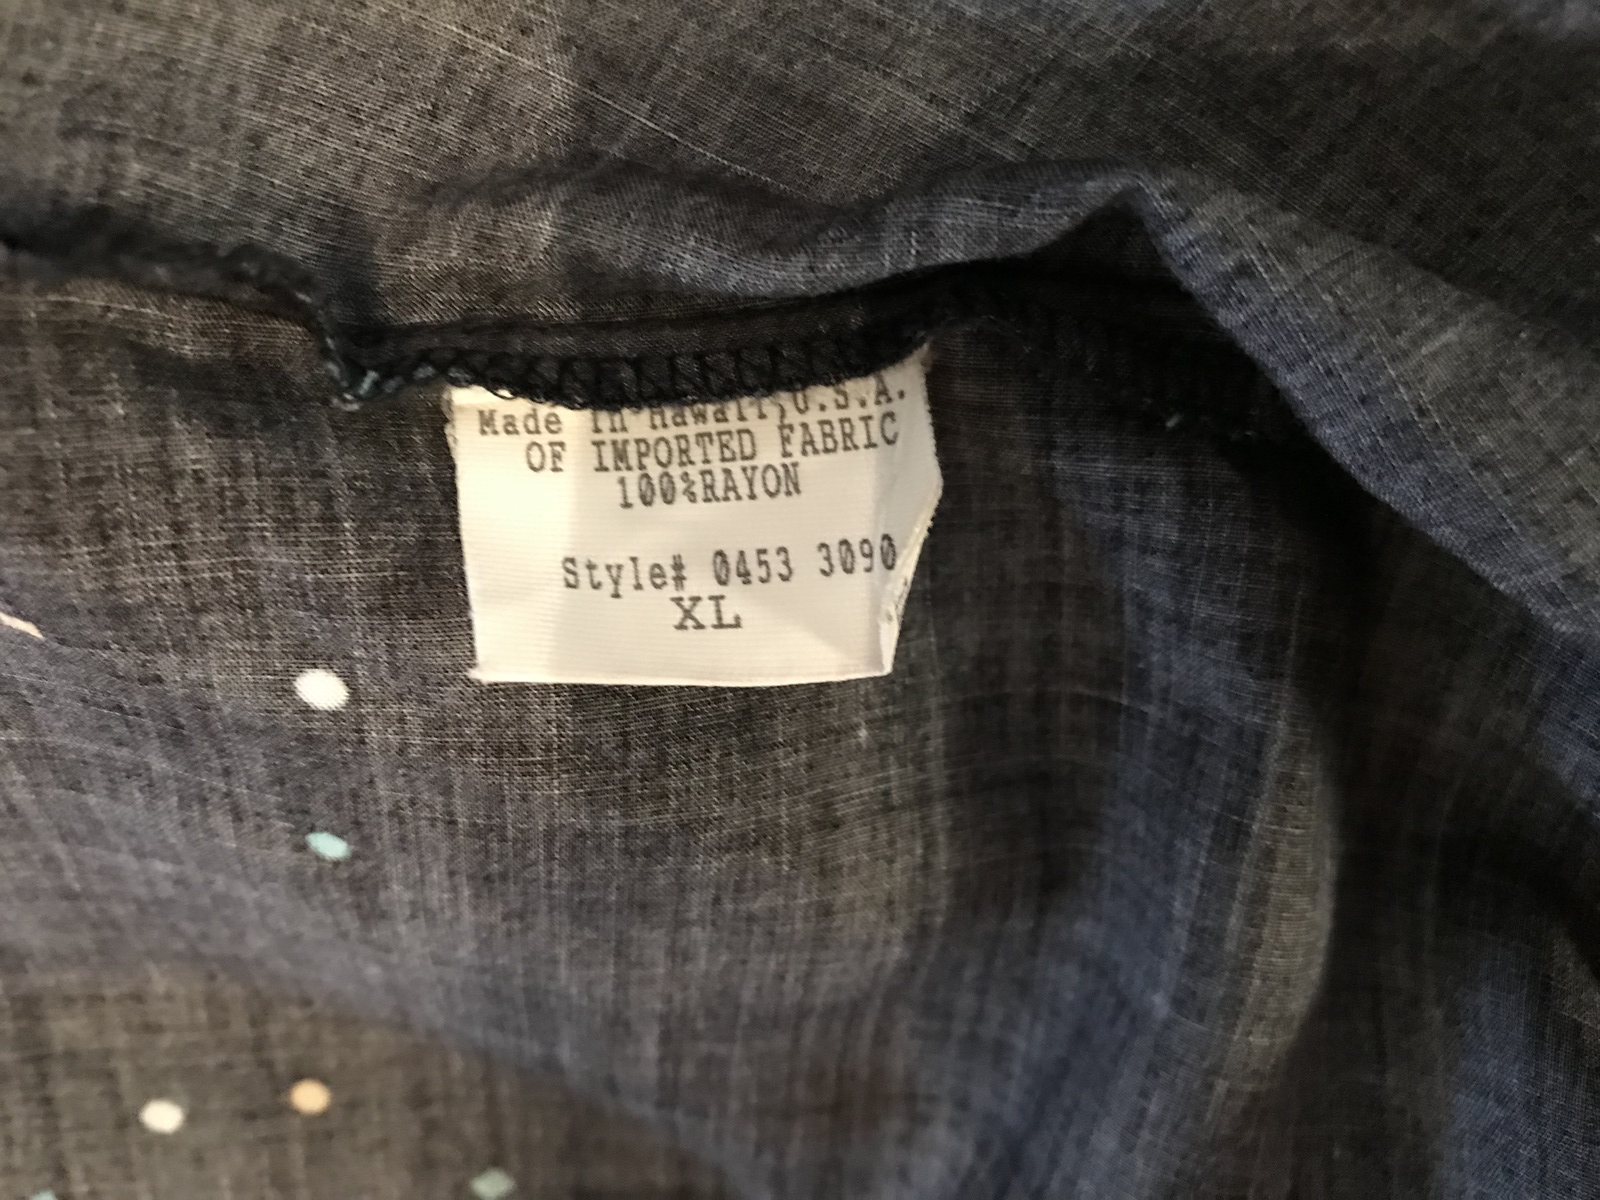 Made in Hawaii,U.S.A.
OF IMPORTED FABRIC
100%RAYON
Style# 0453 3090
XL